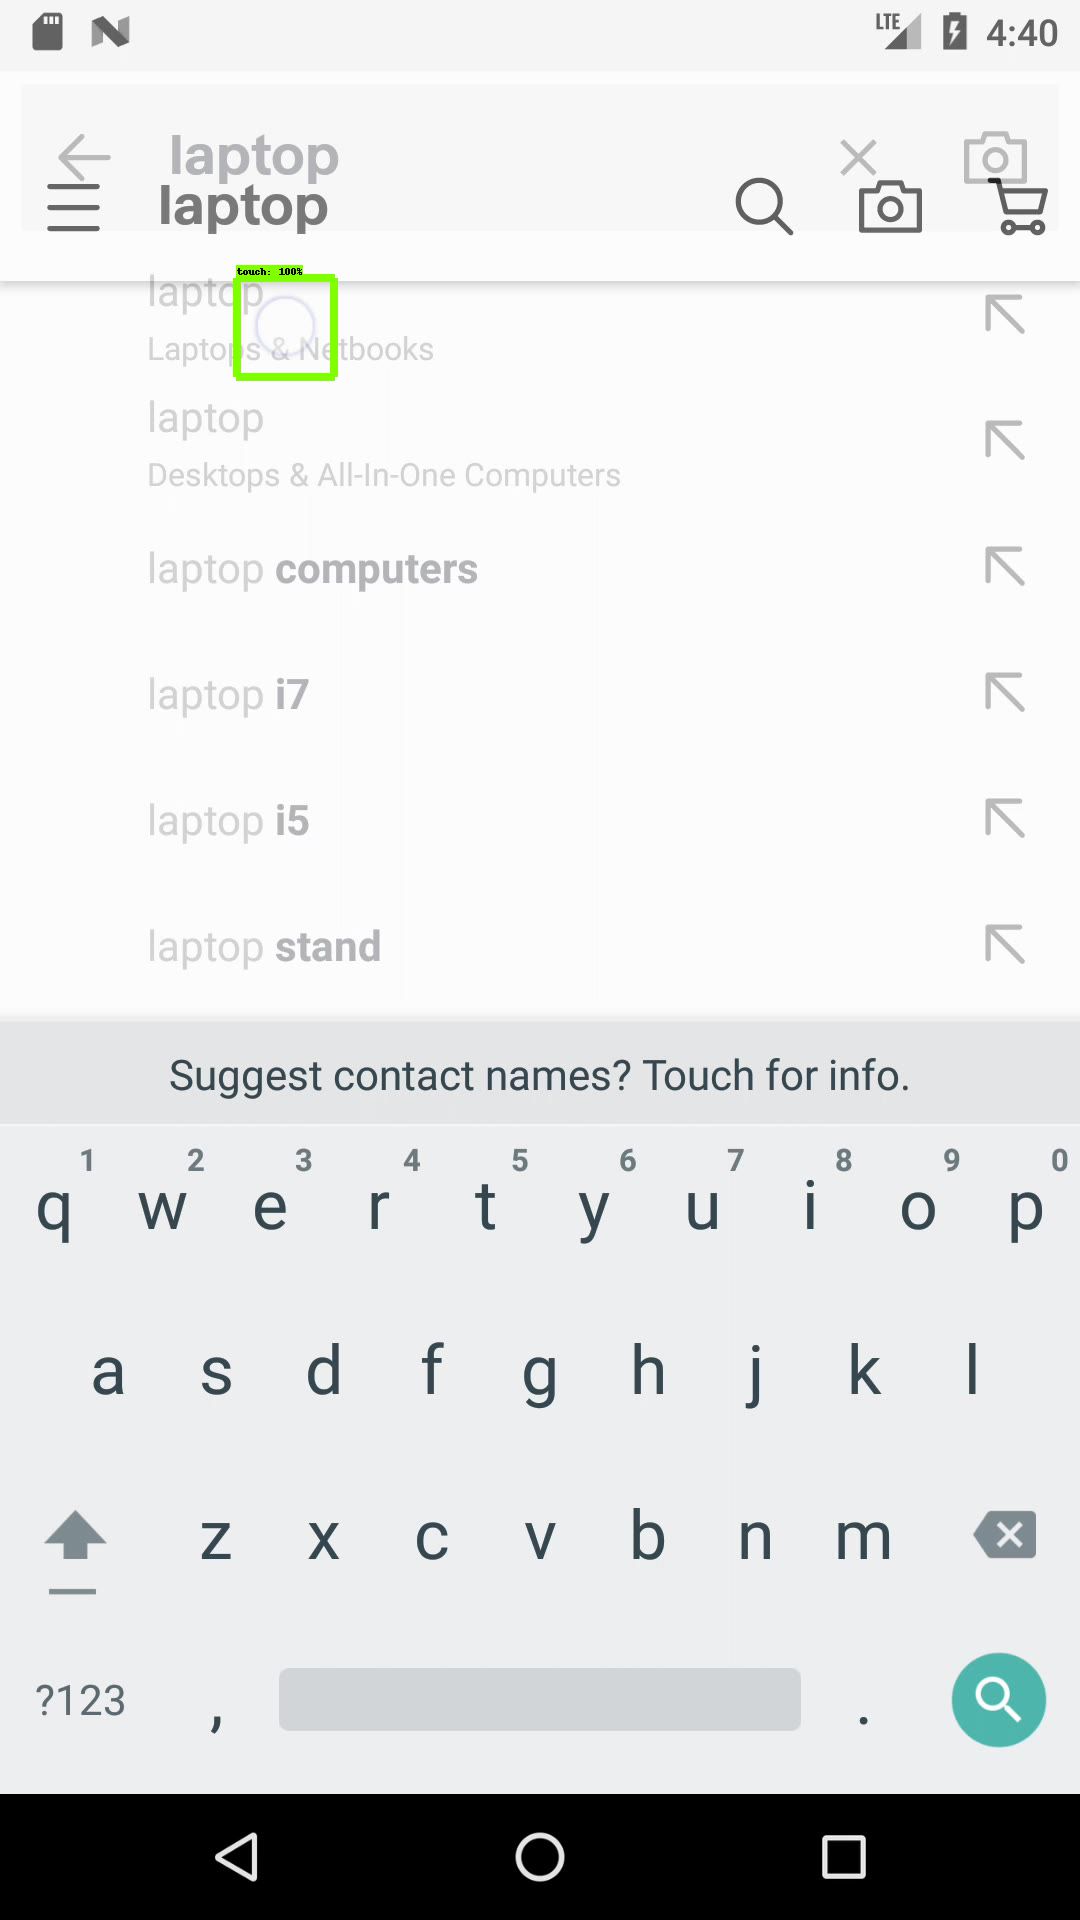 LTE 4:40
laptop
laptop
touch: 100%
laptop
Laptops & Netbooks
laptop
Desktops & All-In-One Computers
laptop computers
laptop i7
laptop i5
laptop stand
Suggest contact names? Touch for info.
1 2 3 4 5 6 7 8 9 0
q w e r t y u i o p
a s d f g h j k l
z x c v b n m
?123 , .